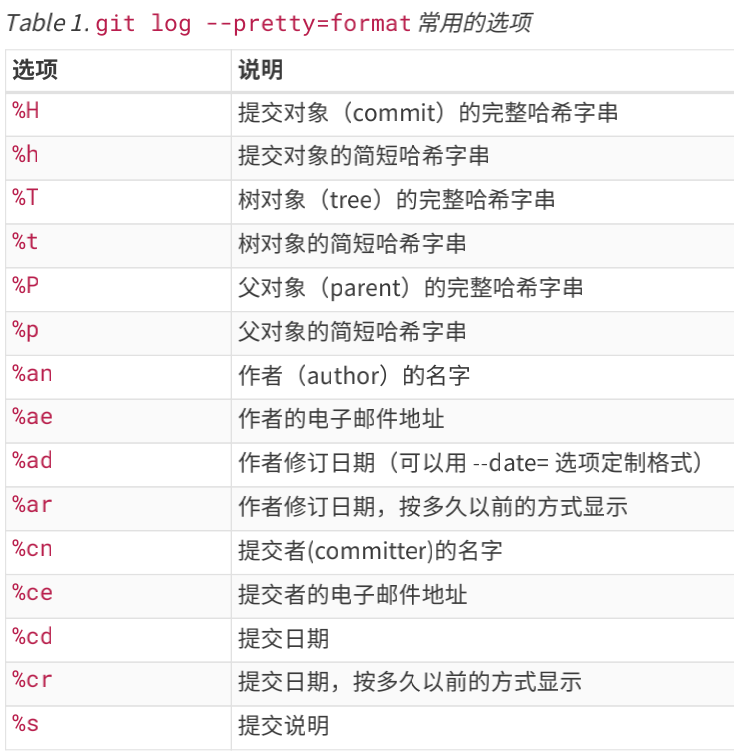 Table 1. git log --pretty=format 常用的选项
选项 说明
%H 提交对象（commit）的完整哈希字串
%h 提交对象的简短哈希字串
%T 树对象（tree）的完整哈希字串
%t 树对象的简短哈希字串
%P 父对象（parent）的完整哈希字串
%p 父对象的简短哈希字串
%an 作者（author）的名字
%ae 作者的电子邮件地址
%ad 作者修订日期（可以用 --date= 选项定制格式）
%ar 作者修订日期，按多久以前的方式显示
%cn 提交者(committer)的名字
%ce 提交者的电子邮件地址
%cd 提交日期
%cr 提交日期，按多久以前的方式显示
%s 提交说明